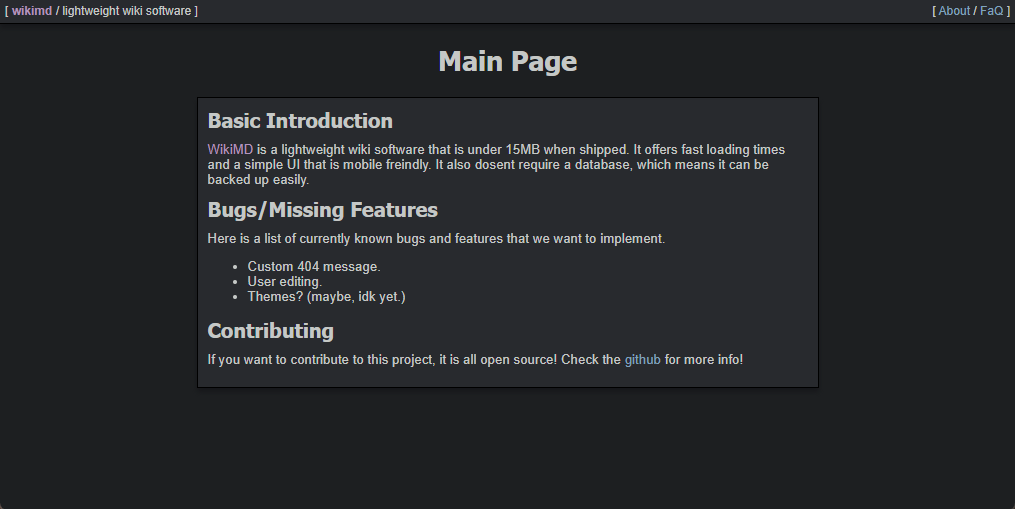 [ wikimd / lightweight wiki software ]
[ About / FaQ ]
Main Page
Basic Introduction
WikiMD is a lightweight wiki software that is under 15MB when shipped. It offers fast loading times
and a simple UI that is mobile freindly. It also dosent require a database, which means it can be
backed up easily.
Bugs/Missing Features
Here is a list of currently known bugs and features that we want to implement.
• Custom 404 message.
• User editing.
• Themes? (maybe, idk yet.)
Contributing
If you want to contribute to this project, it is all open source! Check the github for more info!